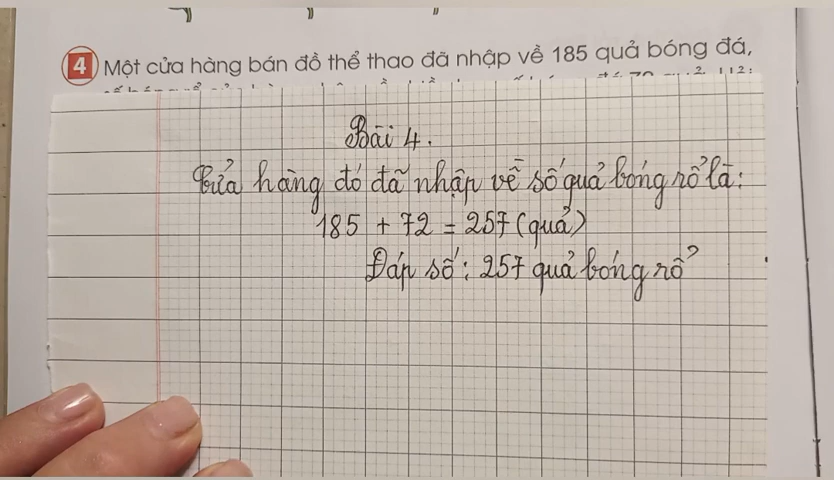 4 Một cửa hàng bán đồ thể thao đã nhập về 185 quả bóng đá,
Bài 4.
Cửa hàng đó đã nhập về số quả bóng rổ là:
185 + 72 = 257 (quả)
Đáp số: 257 quả bóng rổ